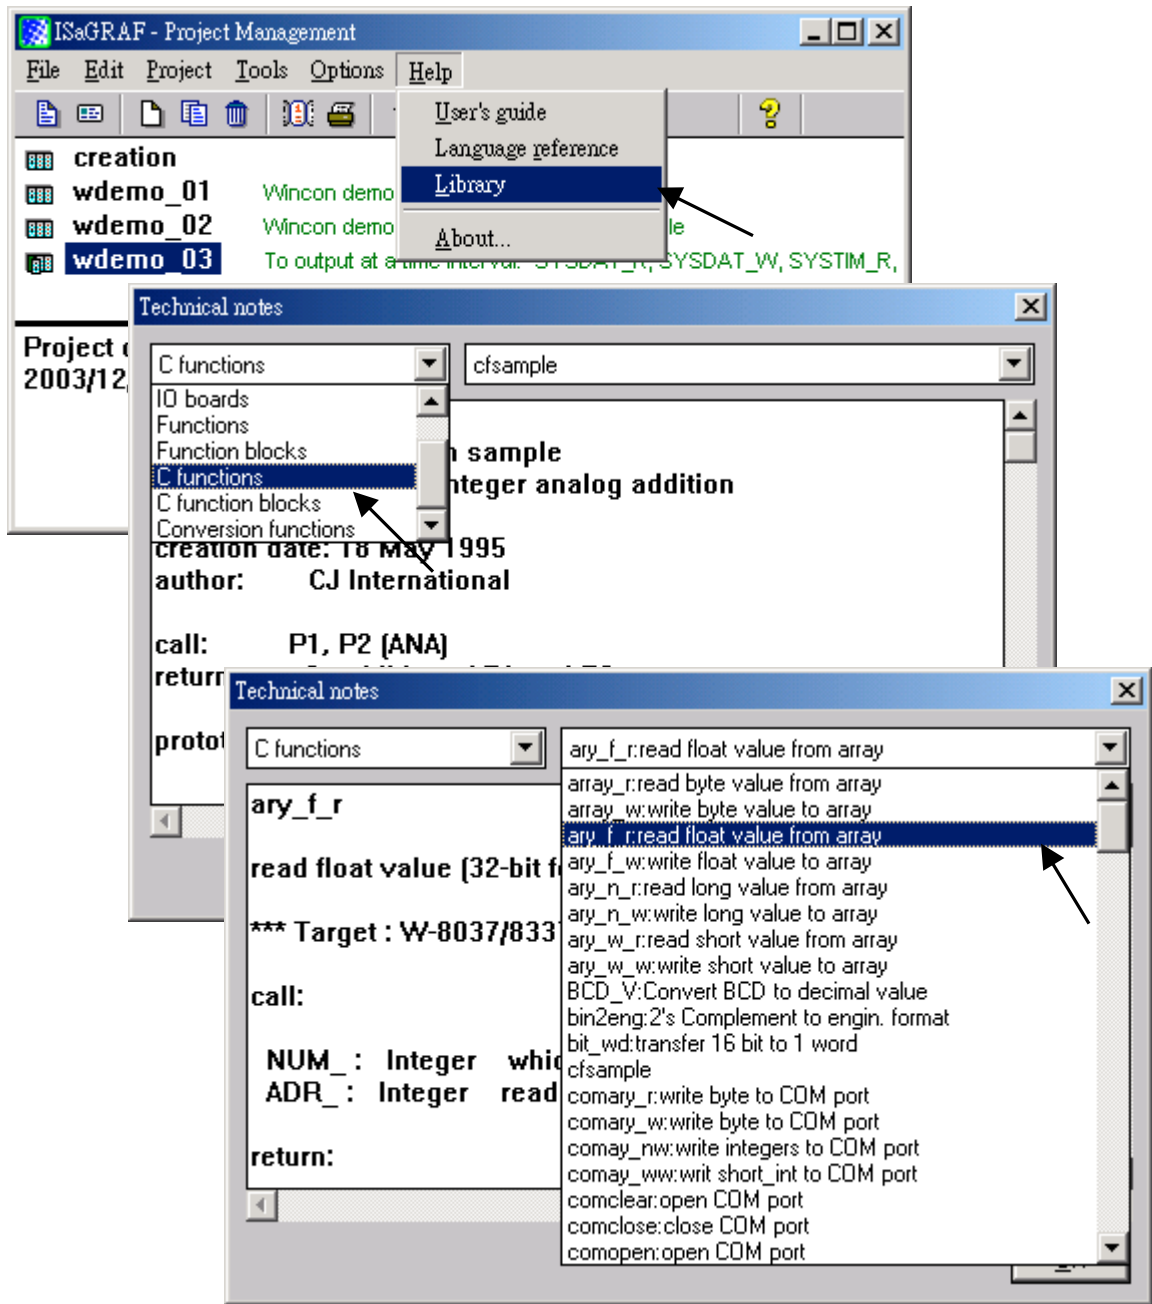 ISaGRAF - Project Management
File Edit Project Tools Options Help
User's guide
Language reference
Library
About...
creation
wdemo_01 Wincon demo
wdemo_02 Wincon demo le
wdemo_03 To output at a time interval. SYSDAT_R, SYSDAT_W, SYSTIM_R,
Project
2003/12
Technical notes
C functions cfsample
IO boards
Functions
Function blocks
C functions
C function blocks
Conversion functions
sample
nteger analog addition
creation date: 18 May 1995
author: CJ International
call: P1, P2 (ANA)
return
protot
Technical notes
C functions ary_f_r:read float value from array
ary_f_r
read float value (32-bit
*** Target : W-8037/8337
call:
NUM_ : Integer whic
ADR_ : Integer read
return:
array_r:read byte value from array
array_w:write byte value to array
ary_f_r:read float value from array
ary_f_w:write float value to array
ary_n_r:read long value from array
ary_n_w:write long value to array
ary_w_r:read short value from array
ary_w_w:write short value to array
BCD_V:Convert BCD to decimal value
bin2eng:2's Complement to engin. format
bit_wd:transfer 16 bit to 1 word
cfsample
comary_r:write byte to COM port
comary_w:write byte to COM port
comay_nw:write integers to COM port
comay_ww:writ short_int to COM port
comclear:open COM port
comclose:close COM port
comopen:open COM port